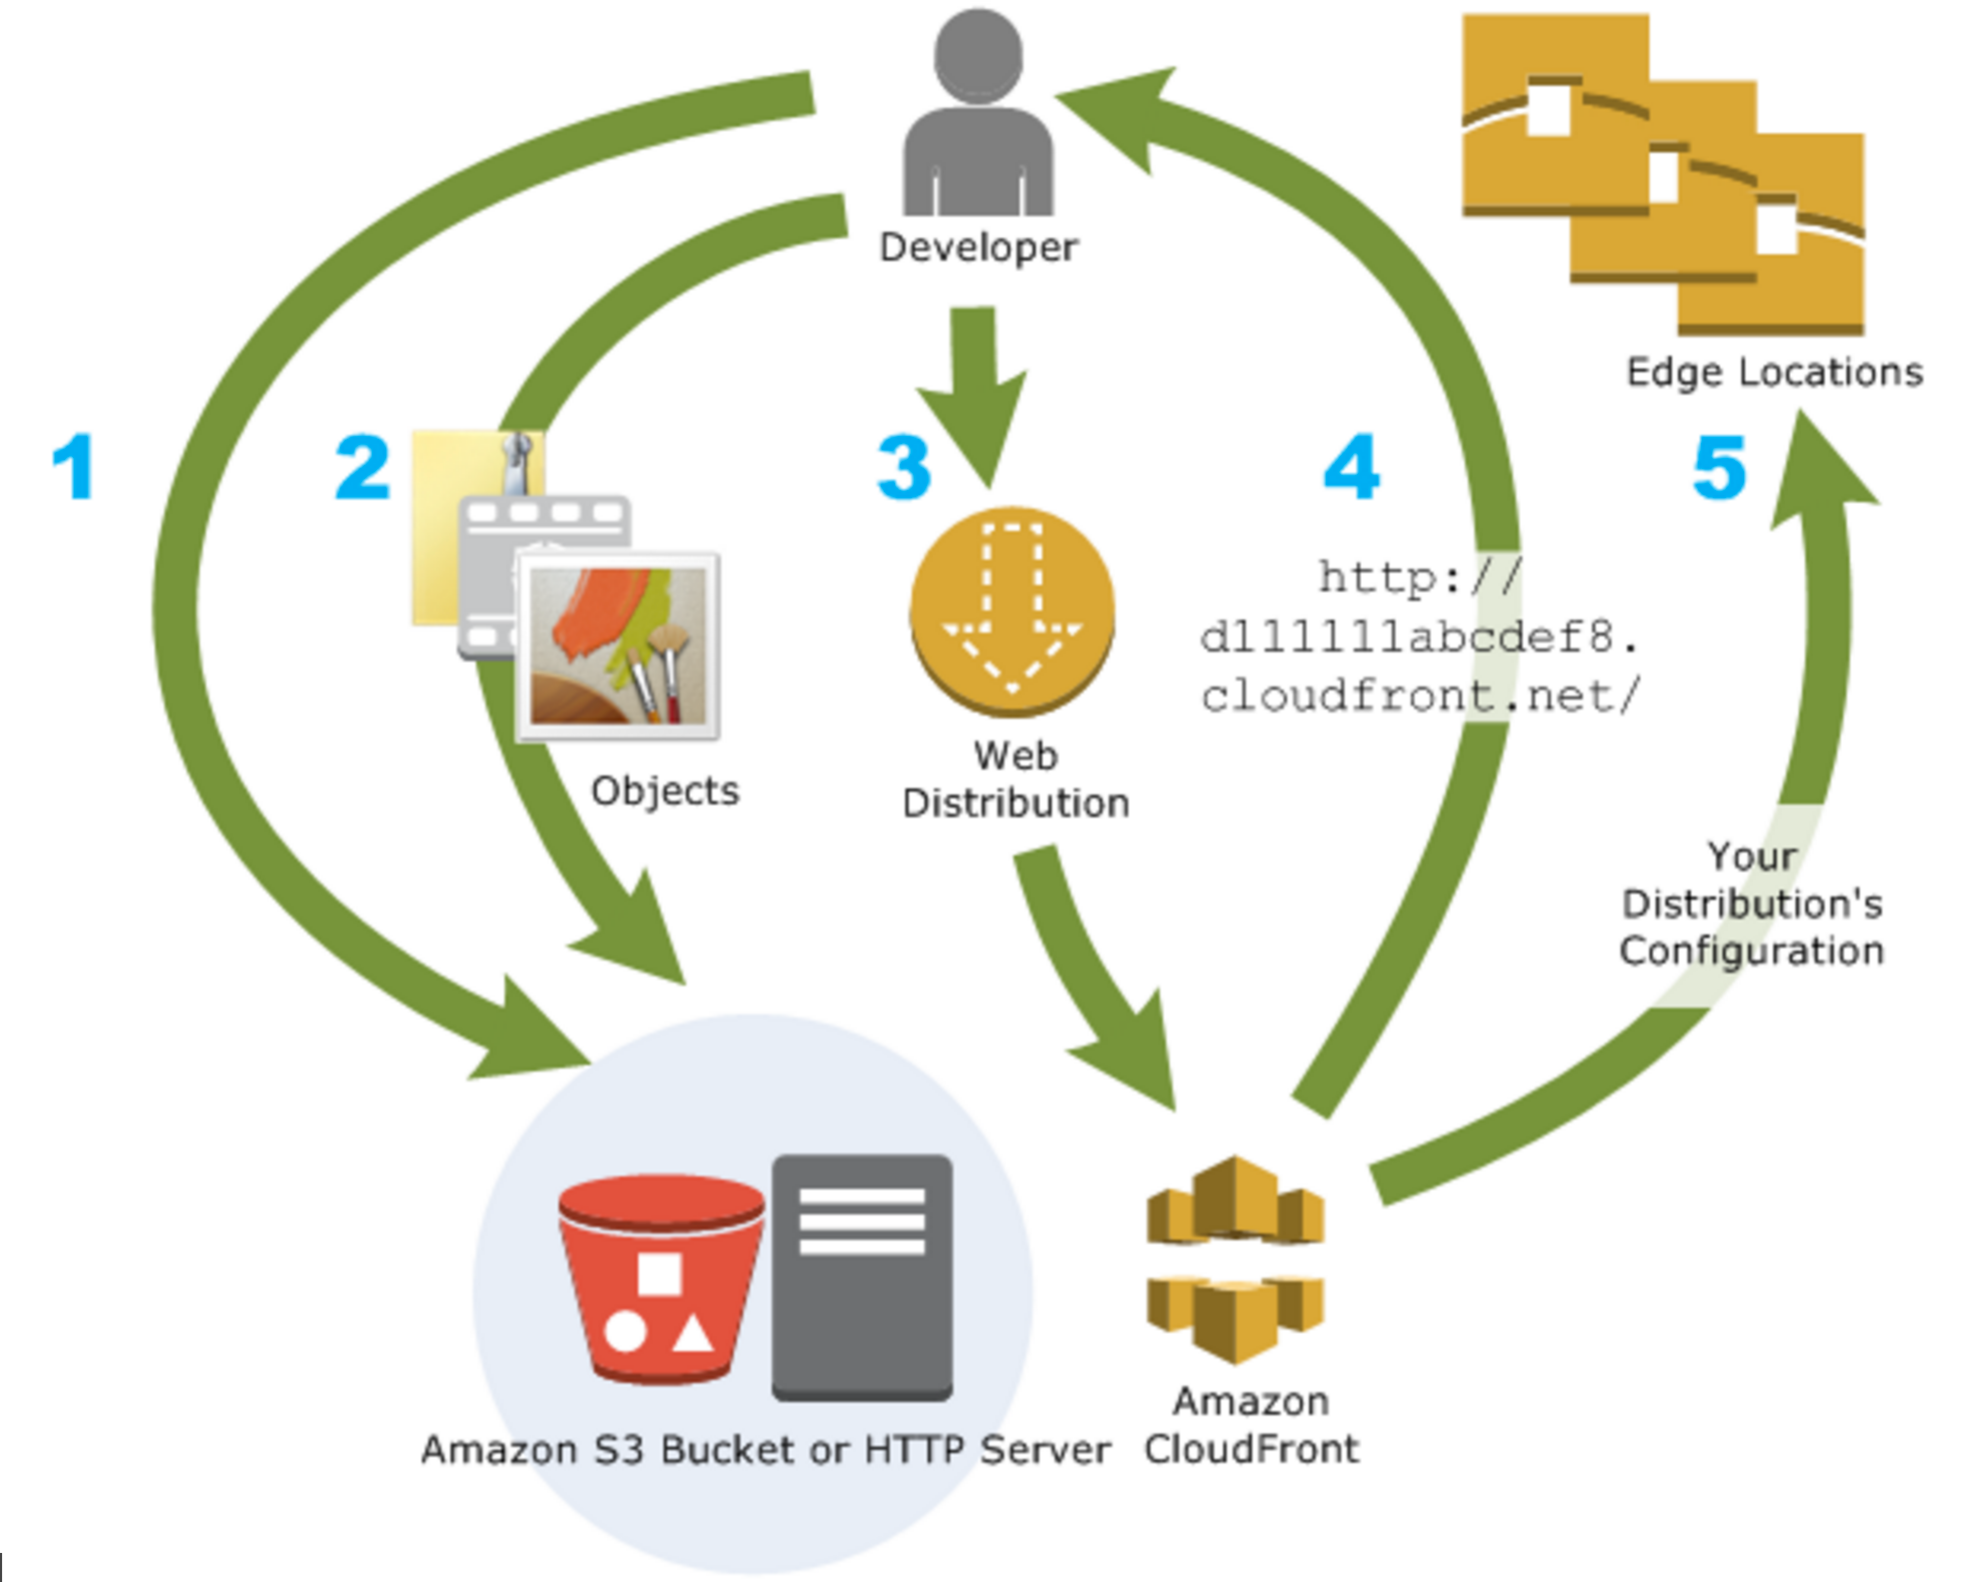 Developer
Edge Locations
1
2
3
4
5
http://
d111111abcdef8.
cloudfront.net/
Objects
Web
Distribution
Your
Distribution's
Configuration
Amazon S3 Bucket or HTTP Server
Amazon
CloudFront